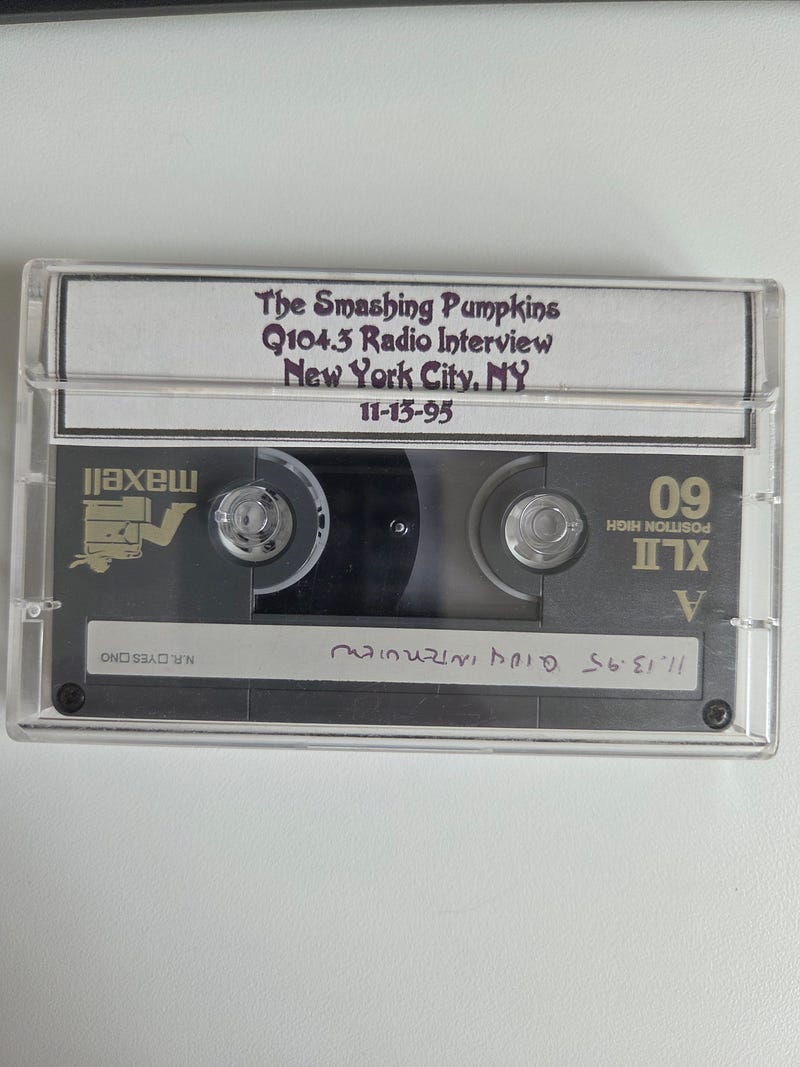 The Smashing Pumpkins
Q104.3 Radio Interview
New York City, NY
11-13-95
maxell
60
POSITION HIGH
XLII
A
11.13.95 Q104 INTERVIEW
N.R. □YES □NO